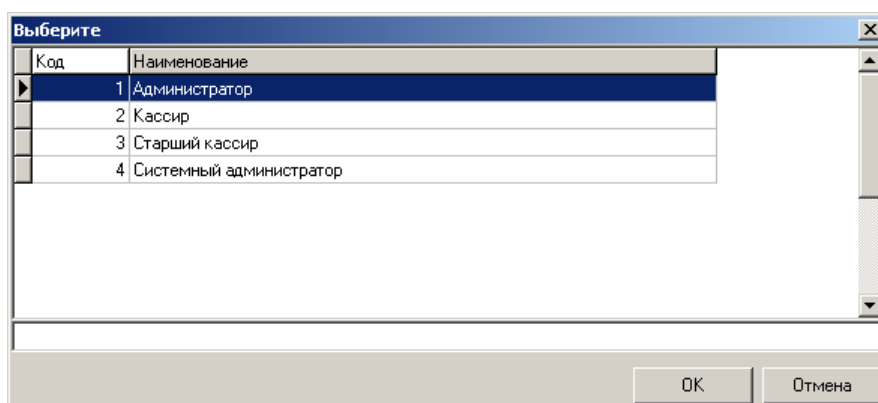 Выберите
Код Наименование
1 Администратор
2 Кассир
3 Старший кассир
4 Системный администратор
OK Отмена